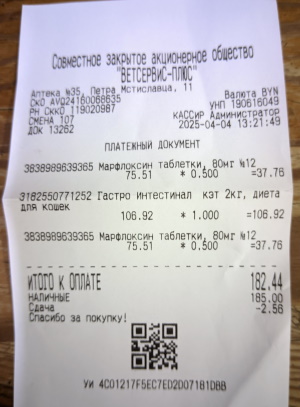 Совместное закрытое акционерное общество
"ВЕТСЕРВИС-ПЛЮС"
Аптека №35, Петра Мстиславца, 11
СКО AVQ24160068635 Валюта BYN
РН СККО 119020987 УНП 190616049
СМЕНА 107 КАССИР Администратор
ДОК 13262 2025-04-04 13:21:49
ПЛАТЕЖНЫЙ ДОКУМЕНТ
3838989639365 Марфлоксин таблетки, 80мг №12
75.51 * 0.500 =37.76
3182550771252 Гастро Интестинал кэт 2кг, диета
для кошек
106.92 * 1.000 =106.92
3838989639365 Марфлоксин таблетки, 80мг №12
75.51 * 0.500 =37.76
ИТОГО К ОПЛАТЕ 182.44
НАЛИЧНЫЕ 185.00
Сдача -2.56
Спасибо за покупку!
УИ 4C01217F5EC7ED2D07181DBB